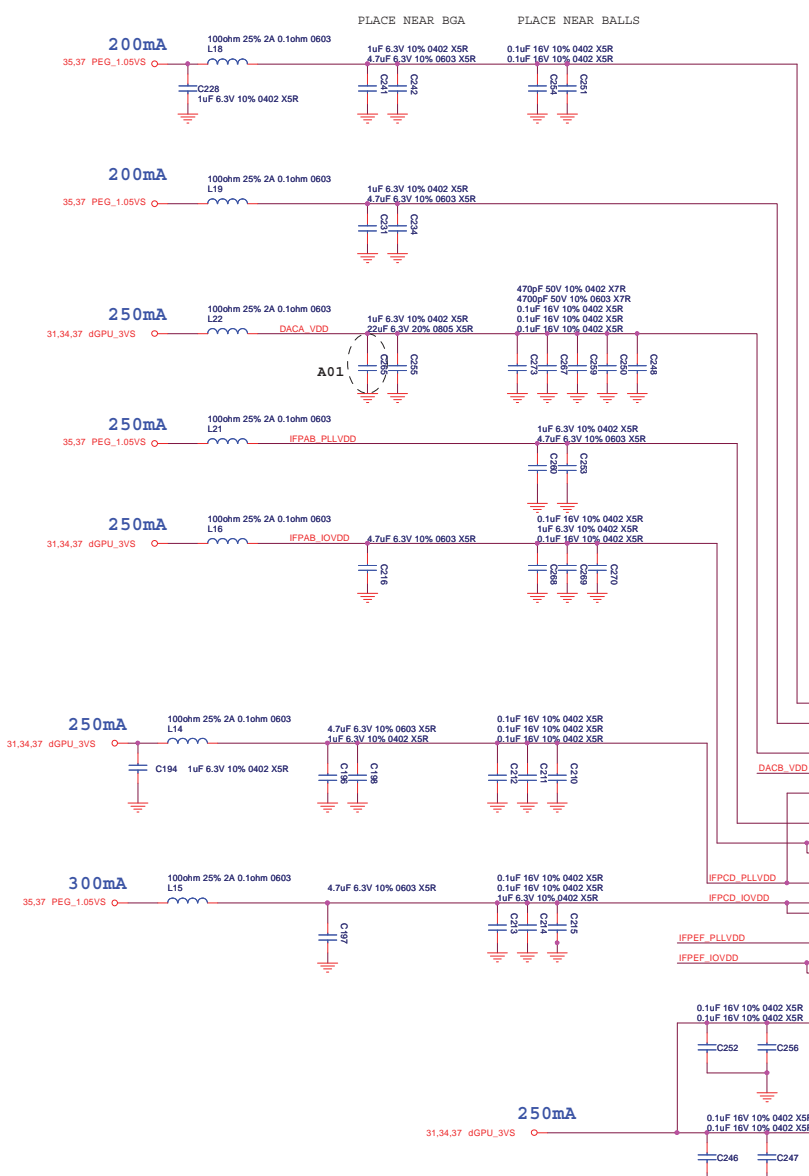 PLACE NEAR BGA
PLACE NEAR BALLS
200mA
100ohm 25% 2A 0.1ohm 0603
L18
35,37 PEG_1.05VS
1uF 6.3V 10% 0402 X5R
4.7uF 6.3V 10% 0603 X5R
0.1uF 16V 10% 0402 X5R
0.1uF 16V 10% 0402 X5R
C228
1uF 6.3V 10% 0402 X5R
C241
C242
C254
C251
200mA
100ohm 25% 2A 0.1ohm 0603
L19
35,37 PEG_1.05VS
1uF 6.3V 10% 0402 X5R
4.7uF 6.3V 10% 0603 X5R
C231
C234
250mA
100ohm 25% 2A 0.1ohm 0603
L22
31,34,37 dGPU_3VS
DACA_VDD
1uF 6.3V 10% 0402 X5R
22uF 6.3V 20% 0805 X5R
470pF 50V 10% 0402 X7R
4700pF 50V 10% 0603 X7R
0.1uF 16V 10% 0402 X5R
0.1uF 16V 10% 0402 X5R
0.1uF 16V 10% 0402 X5R
A01
C265
C255
C273
C267
C259
C250
C248
250mA
100ohm 25% 2A 0.1ohm 0603
L21
35,37 PEG_1.05VS
IFPAB_PLLVDD
1uF 6.3V 10% 0402 X5R
4.7uF 6.3V 10% 0603 X5R
C260
C253
250mA
100ohm 25% 2A 0.1ohm 0603
L16
31,34,37 dGPU_3VS
IFPAB_IOVDD
4.7uF 6.3V 10% 0603 X5R
0.1uF 16V 10% 0402 X5R
1uF 6.3V 10% 0402 X5R
0.1uF 16V 10% 0402 X5R
C216
C268
C269
C270
250mA
100ohm 25% 2A 0.1ohm 0603
L14
31,34,37 dGPU_3VS
4.7uF 6.3V 10% 0603 X5R
1uF 6.3V 10% 0402 X5R
0.1uF 16V 10% 0402 X5R
0.1uF 16V 10% 0402 X5R
0.1uF 16V 10% 0402 X5R
C194 1uF 6.3V 10% 0402 X5R
C196
C198
C212
C211
C210
DACB_VDD
300mA
100ohm 25% 2A 0.1ohm 0603
L15
35,37 PEG_1.05VS
4.7uF 6.3V 10% 0603 X5R
0.1uF 16V 10% 0402 X5R
0.1uF 16V 10% 0402 X5R
1uF 6.3V 10% 0402 X5R
C197
C213
C214
C215
IFPCD_PLLVDD
IFPCD_IOVDD
IFPEF_PLLVDD
IFPEF_IOVDD
0.1uF 16V 10% 0402 X5R
0.1uF 16V 10% 0402 X5R
C252
C256
250mA
31,34,37 dGPU_3VS
0.1uF 16V 10% 0402 X5R
0.1uF 16V 10% 0402 X5R
C246
C247